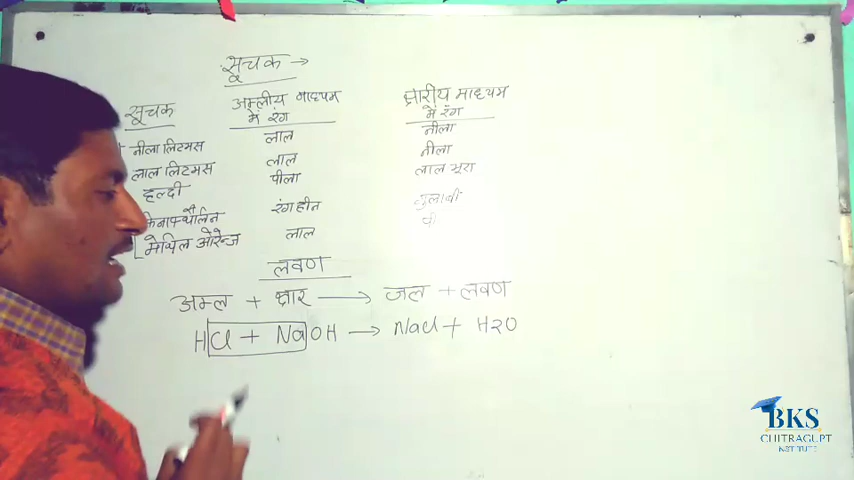 सूचक →
सूचक अम्लीय माध्यम में रंग क्षारीय माध्यम में रंग
नीला लिटमस लाल नीला
लाल लिटमस लाल नीला
हल्दी पीला लाल भूरा
रंगहीन गुलाबी
मेथिल ओरेन्ज लाल पी
लवण
अम्ल + क्षार → जल + लवण
HCl + NaOH → NaCl + H2O
BKS
CHITRAGUPT
INSTITUTE